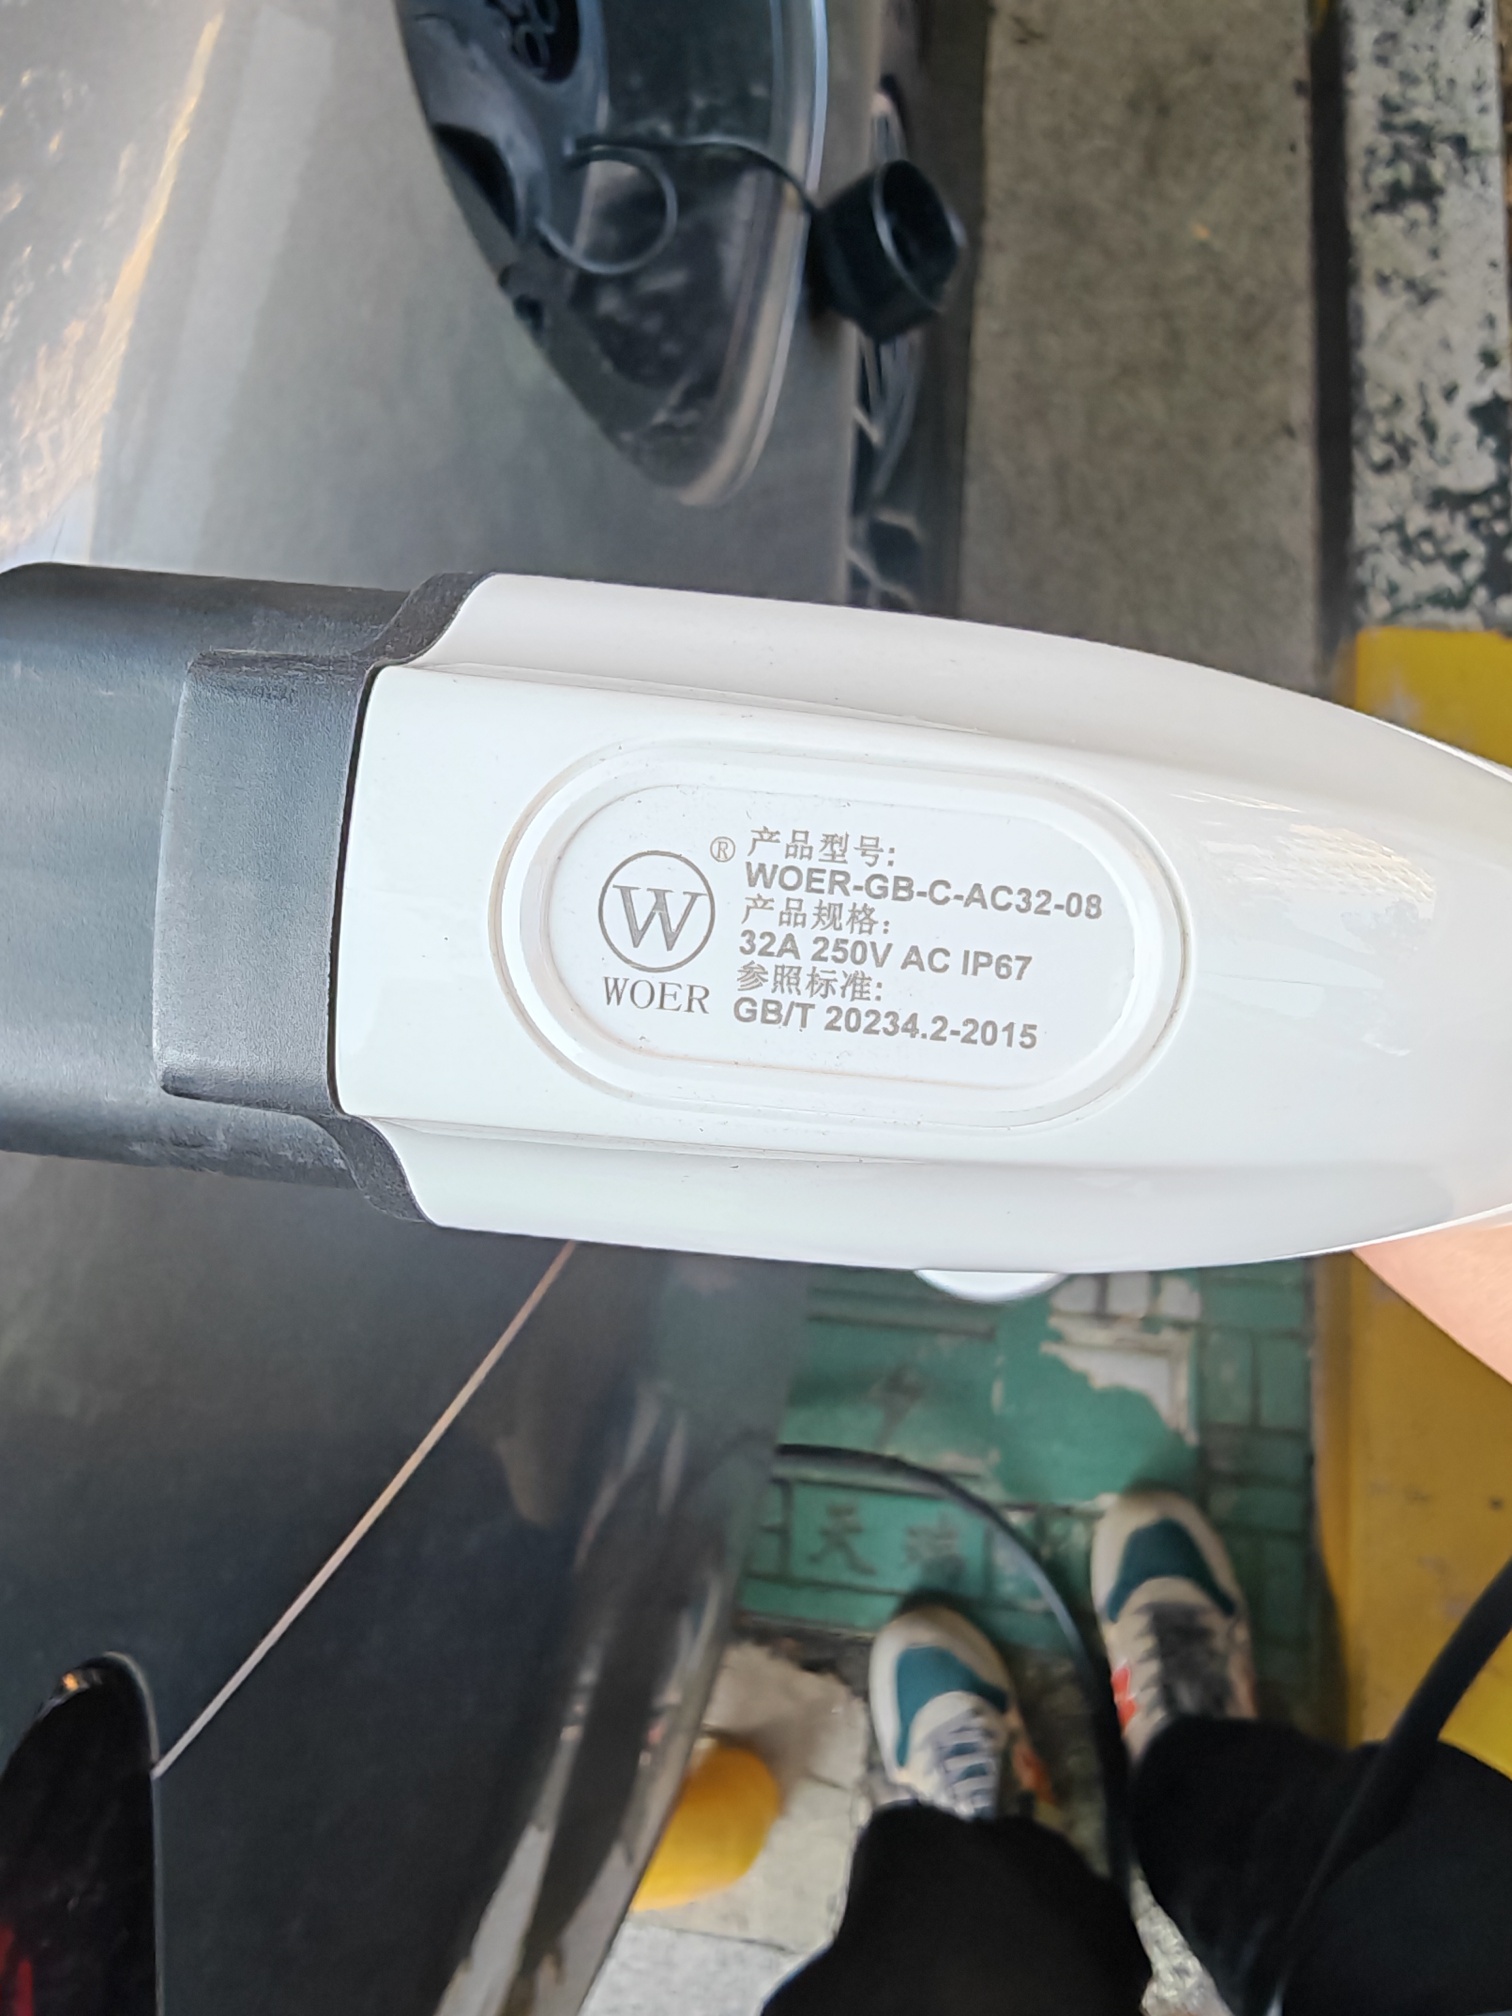 W
®
WOER
产品型号:
WOER-GB-C-AC32-08
产品规格:
32A 250V AC IP67
参照标准:
GB/T 20234.2-2015
天